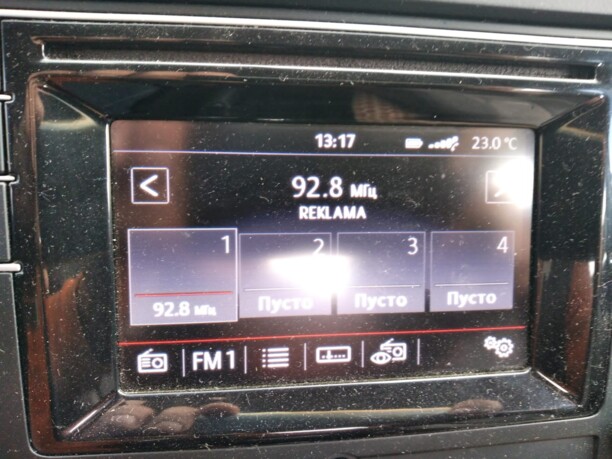 13:17 23.0 °C
92.8 МГц
REKLAMA
1 2 3 4
92.8 МГц Пусто Пусто Пусто
FM1